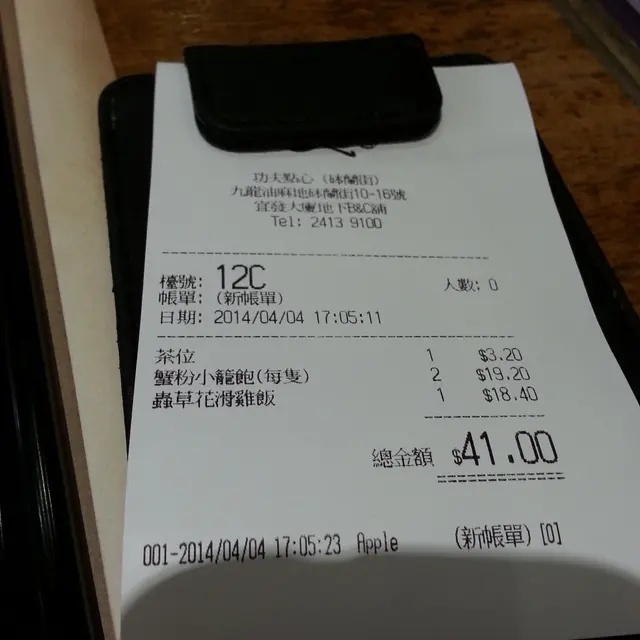 功夫點心 (砵蘭街)
九龍油麻地砵蘭街10-16號
宜發大廈地下B&C舖
Tel: 2413 9100
檯號: 12C 人數: 0
帳單: (新帳單)
日期: 2014/04/04 17:05:11
茶位 1 $3.20
蟹粉小籠飽(每隻) 2 $19.20
蟲草花滑雞飯 1 $18.40
總金額 $41.00
001-2014/04/04 17:05:23 Apple (新帳單) [0]